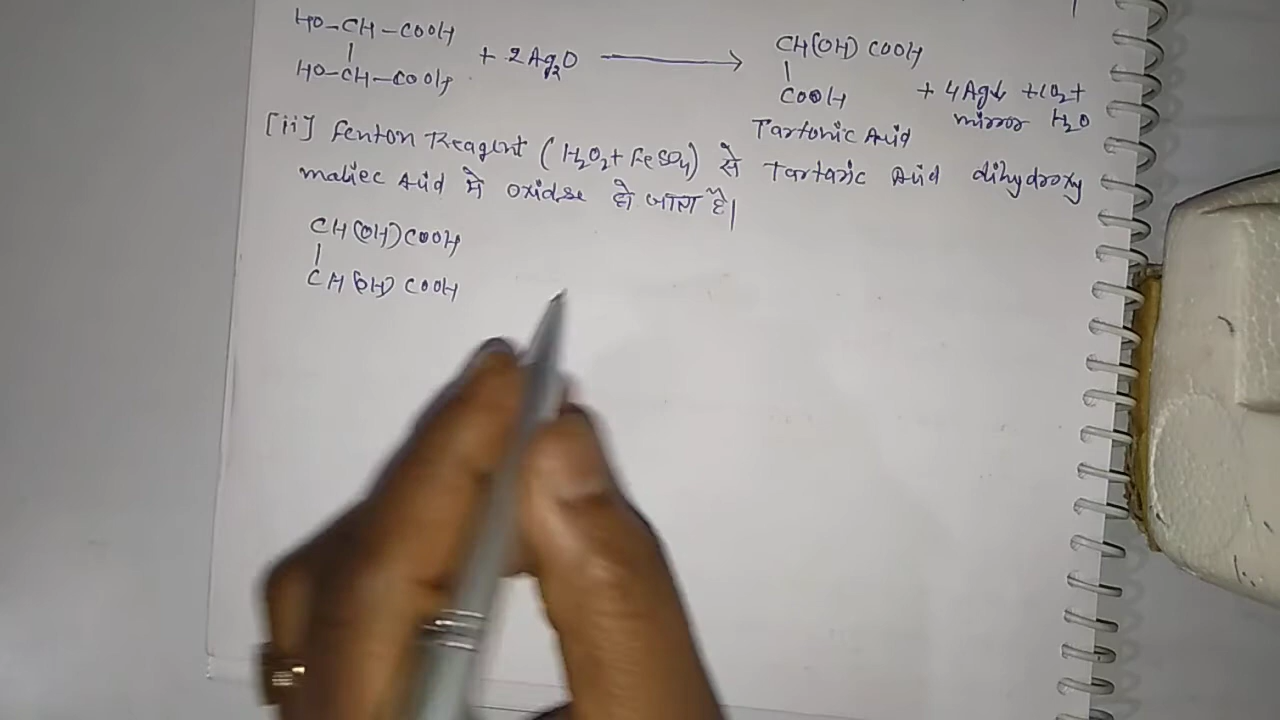 HO-CH-COOH
HO-CH-COOH + 2Ag2O ⟶ CH(OH) COOH
COOH + 4Ag↓ + CO2 +
Tartonic Acid mirror H2O
[ii] Fenton Reagent (H2O2 + FeSO4) से Tartaric Acid dihydroxy
maliec Acid मे oxidse हो जाता है।
CH(OH)COOH
CH(OH)COOH